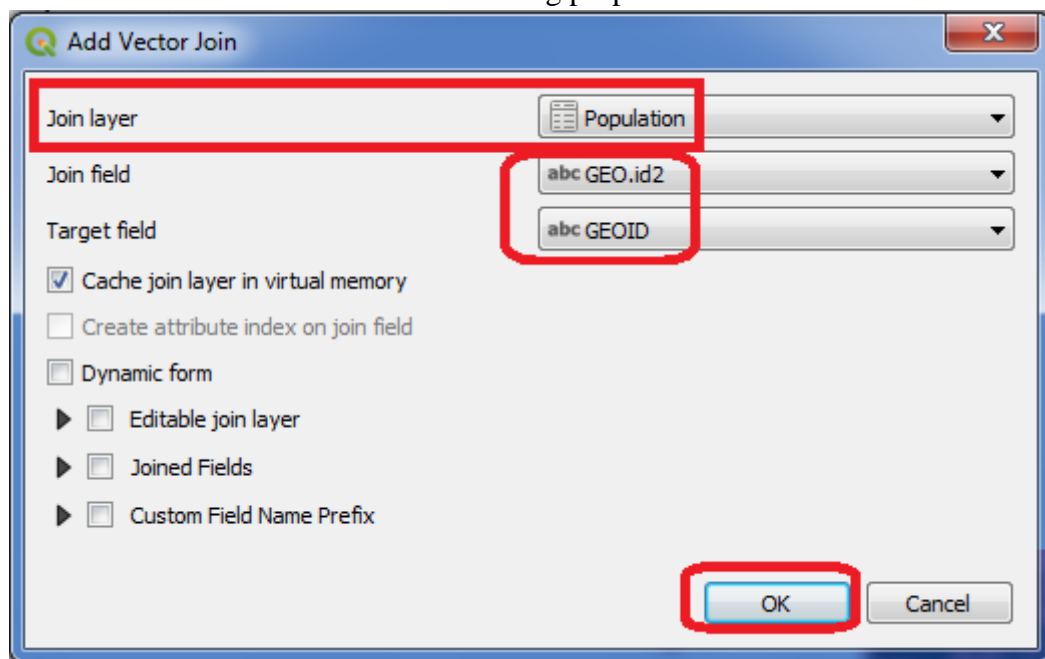 Add Vector Join
Join layer
Population
Join field
abc GEO.id2
Target field
abc GEOID
Cache join layer in virtual memory
Create attribute index on join field
Dynamic form
Editable join layer
Joined Fields
Custom Field Name Prefix
OK
Cancel